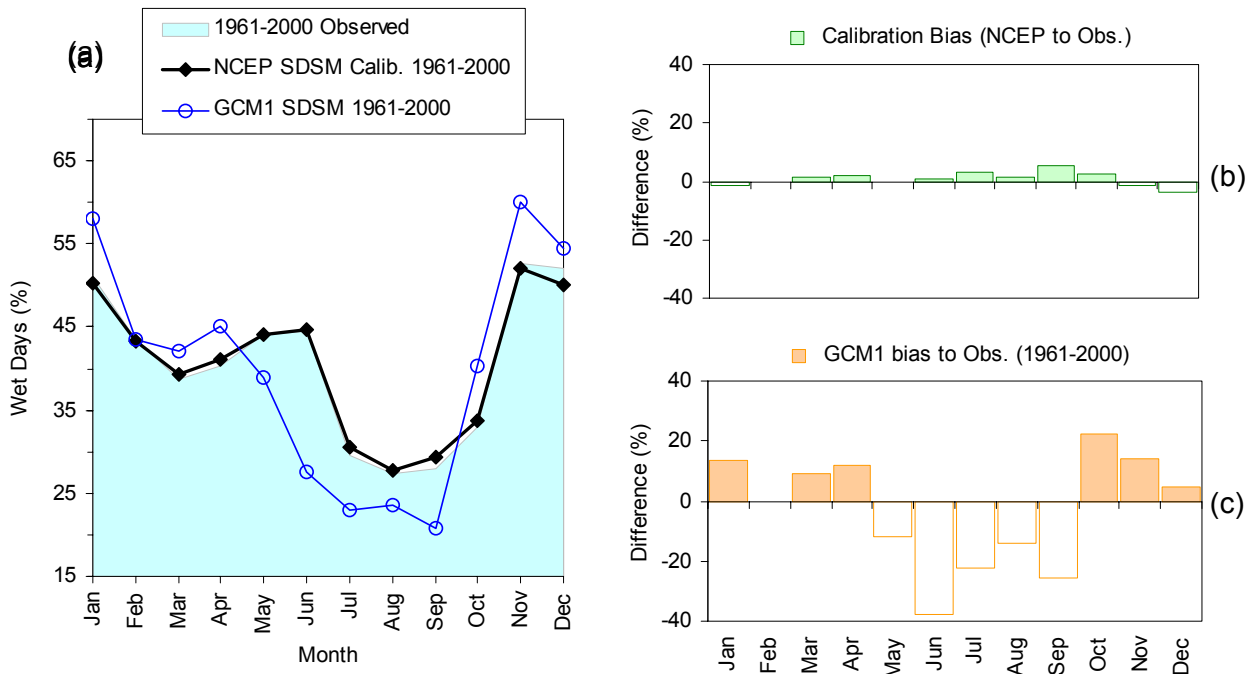 (a)
1961-2000 Observed
NCEP SDSM Calib. 1961-2000
GCM1 SDSM 1961-2000
65
55
45
35
25
15
Wet Days (%)
Jan Feb Mar Apr May Jun Jul Aug Sep Oct Nov Dec
Month
Calibration Bias (NCEP to Obs.)
40
20
0
-20
-40
Difference (%)
(b)
GCM1 bias to Obs. (1961-2000)
40
20
0
-20
-40
Difference (%)
(c)
Jan Feb Mar Apr May Jun Jul Aug Sep Oct Nov Dec